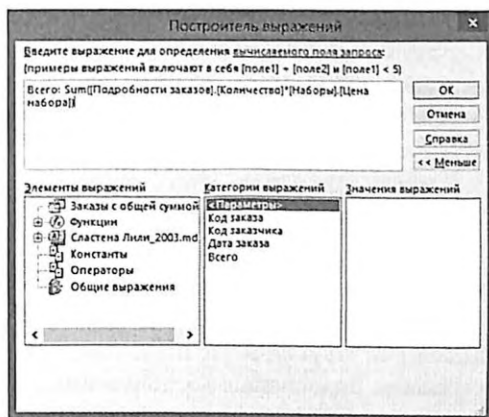 Построитель выражений
Введите выражение для определения вычисляемого поля запроса:
(примеры выражений включают в себя [поле1] + [поле2] и [поле1] < 5)
Всего: Sum([Подробности заказов].[Количество]*[Наборы].[Цена
набора])
OK
Отмена
Справка
<< Меньше
Элементы выражений
Заказы с общей суммой
Функции
Сластена Лили_2003.md
Константы
Операторы
Общие выражения
Категории выражений
<Параметры>
Код заказа
Код заказчика
Дата заказа
Всего
Значения выражений